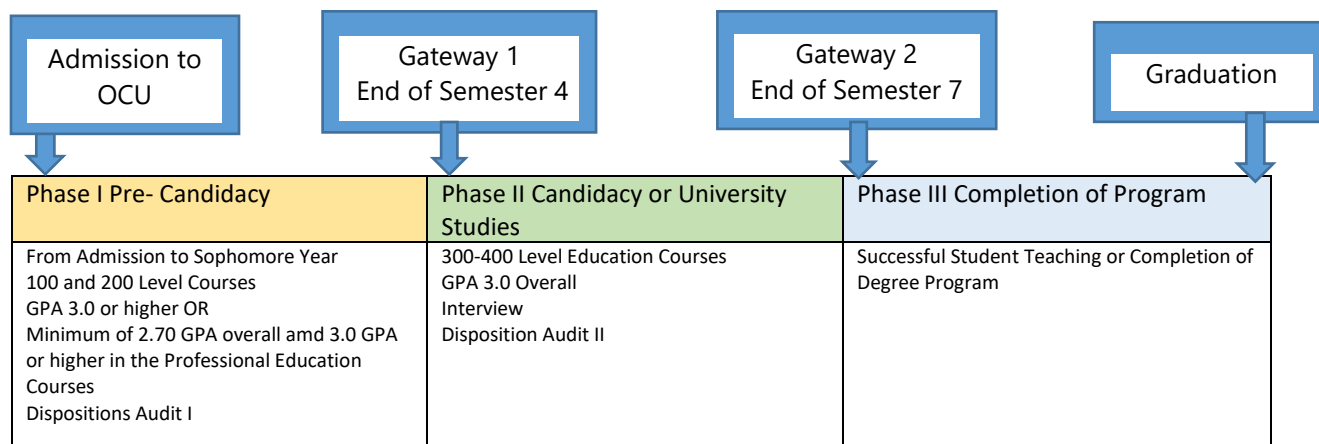 Admission to
OCU
Gateway 1
End of Semester 4
Gateway 2
End of Semester 7
Graduation
Phase I Pre- Candidacy
Phase II Candidacy or University
Studies
Phase III Completion of Program
From Admission to Sophomore Year
100 and 200 Level Courses
GPA 3.0 or higher OR
Minimum of 2.70 GPA overall amd 3.0 GPA
or higher in the Professional Education
Courses
Dispositions Audit I
300-400 Level Education Courses
GPA 3.0 Overall
Interview
Disposition Audit II
Successful Student Teaching or Completion of
Degree Program